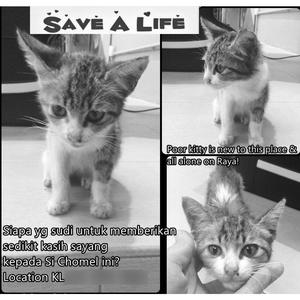 SAVE A LIFE
Poor kitty is new to this place &
all alone on Raya!
Siapa yg sudi untuk memberikan
sedikit kasih sayang
kepada Si Chomel ini?
Location KL